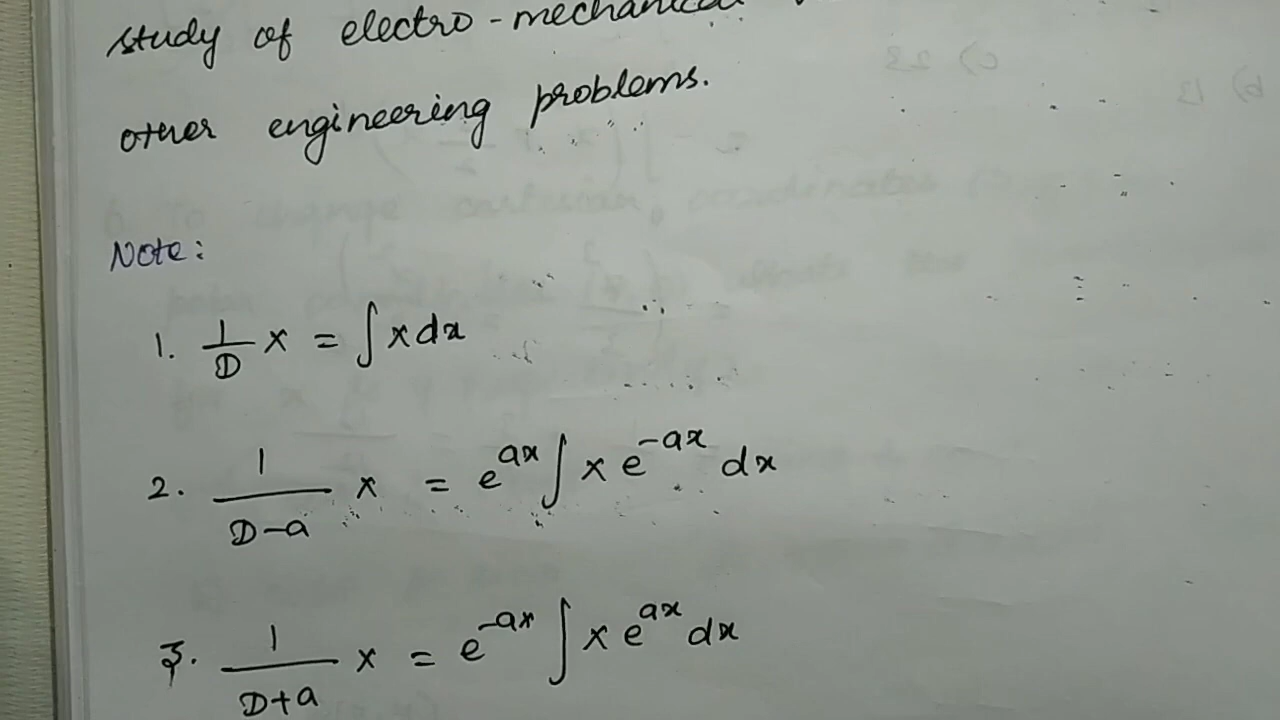 study of electro-mechanical
other engineering problems.
Note:
1. 1/D X = ∫ X dx
2. 1/(D-a) X = e^{ax} ∫ X e^{-ax} dx
3. 1/(D+a) X = e^{-ax} ∫ X e^{ax} dx